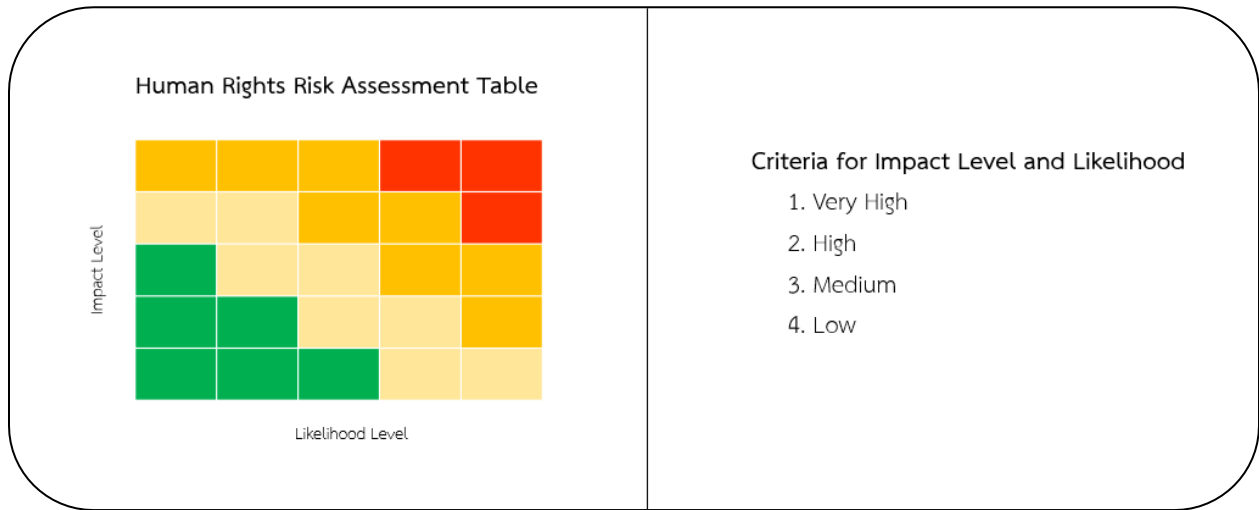 Human Rights Risk Assessment Table
Impact Level
Likelihood Level
Criteria for Impact Level and Likelihood
1. Very High
2. High
3. Medium
4. Low